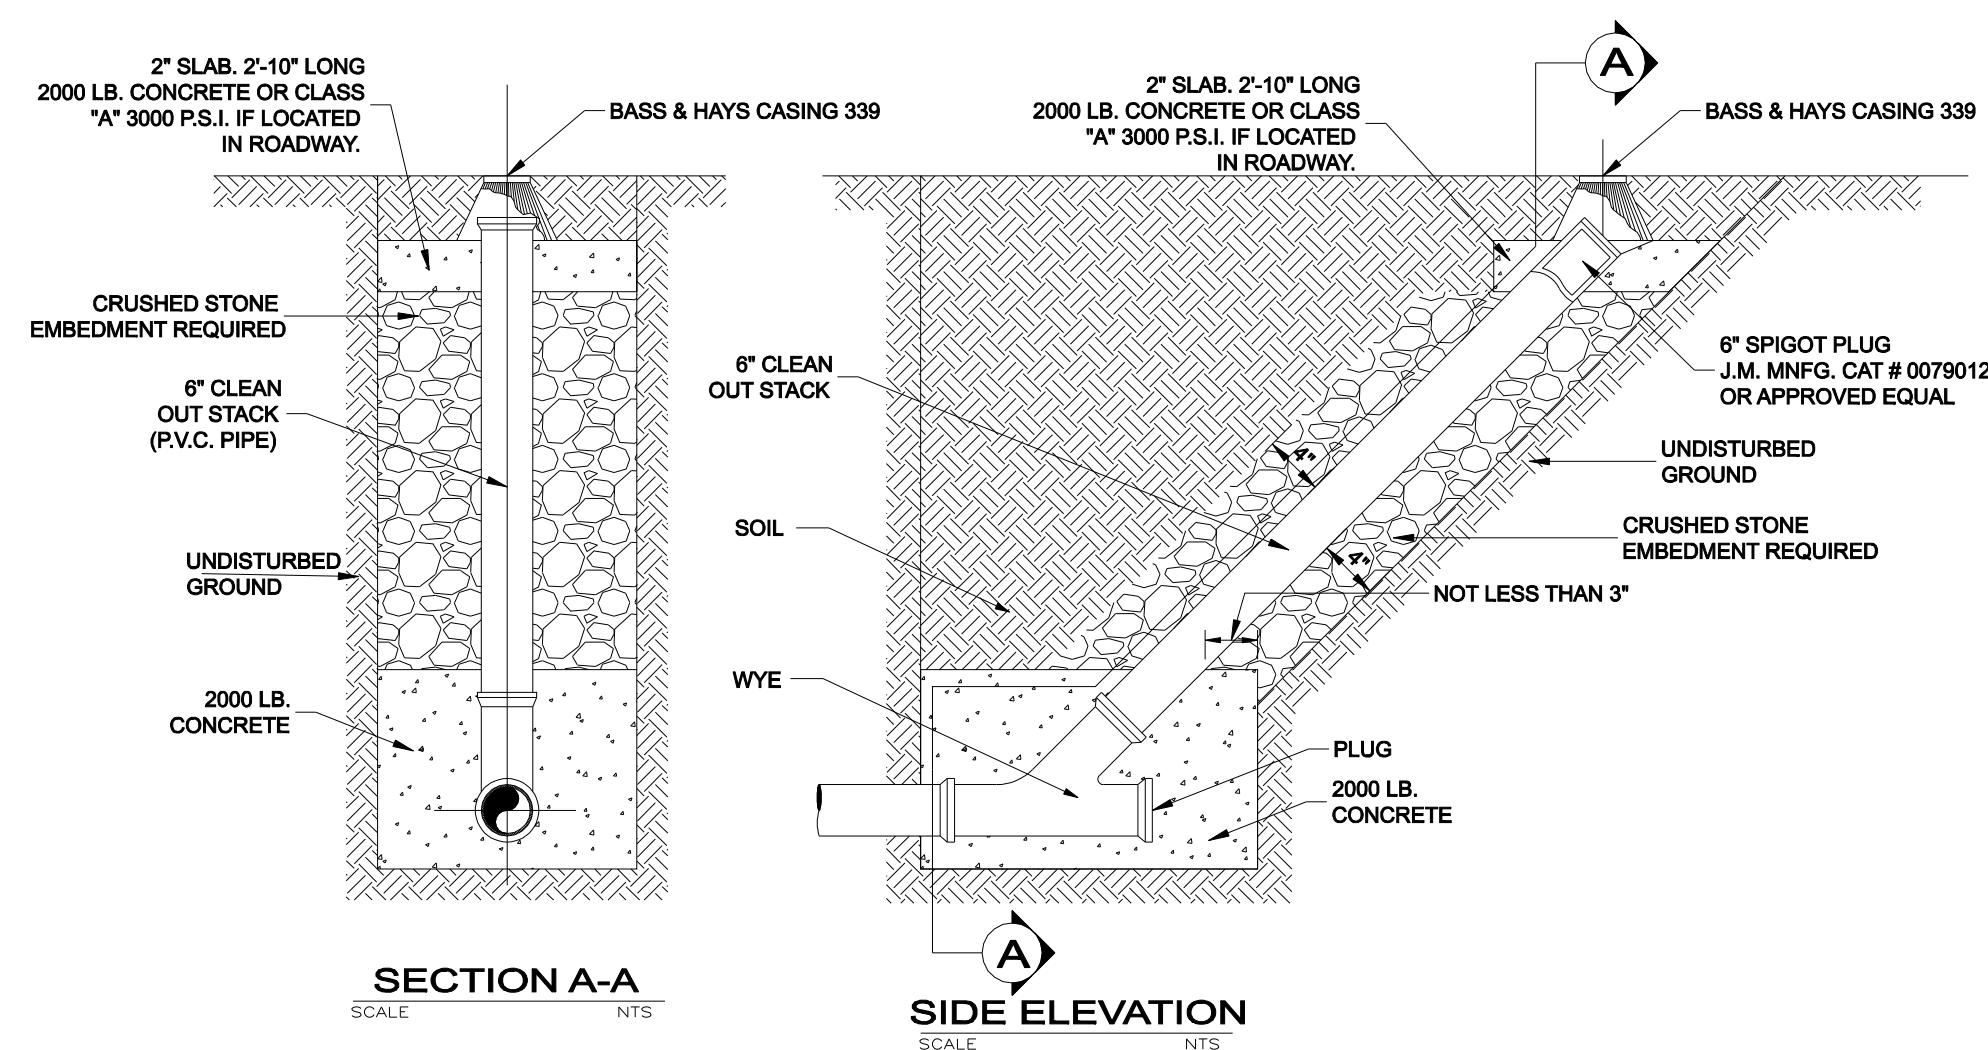 2" SLAB. 2'-10" LONG
2000 LB. CONCRETE OR CLASS
"A" 3000 P.S.I. IF LOCATED
IN ROADWAY.
BASS & HAYS CASING 339
CRUSHED STONE
EMBEDMENT REQUIRED
6" CLEAN
OUT STACK
(P.V.C. PIPE)
UNDISTURBED
GROUND
2000 LB.
CONCRETE
SECTION A-A
SCALE NTS
A
2" SLAB. 2'-10" LONG
2000 LB. CONCRETE OR CLASS
"A" 3000 P.S.I. IF LOCATED
IN ROADWAY.
BASS & HAYS CASING 339
6" CLEAN
OUT STACK
6" SPIGOT PLUG
J.M. MNFG. CAT # 0079012
OR APPROVED EQUAL
4"
UNDISTURBED
GROUND
SOIL
CRUSHED STONE
EMBEDMENT REQUIRED
4"
NOT LESS THAN 3"
WYE
PLUG
2000 LB.
CONCRETE
A
SIDE ELEVATION
SCALE NTS